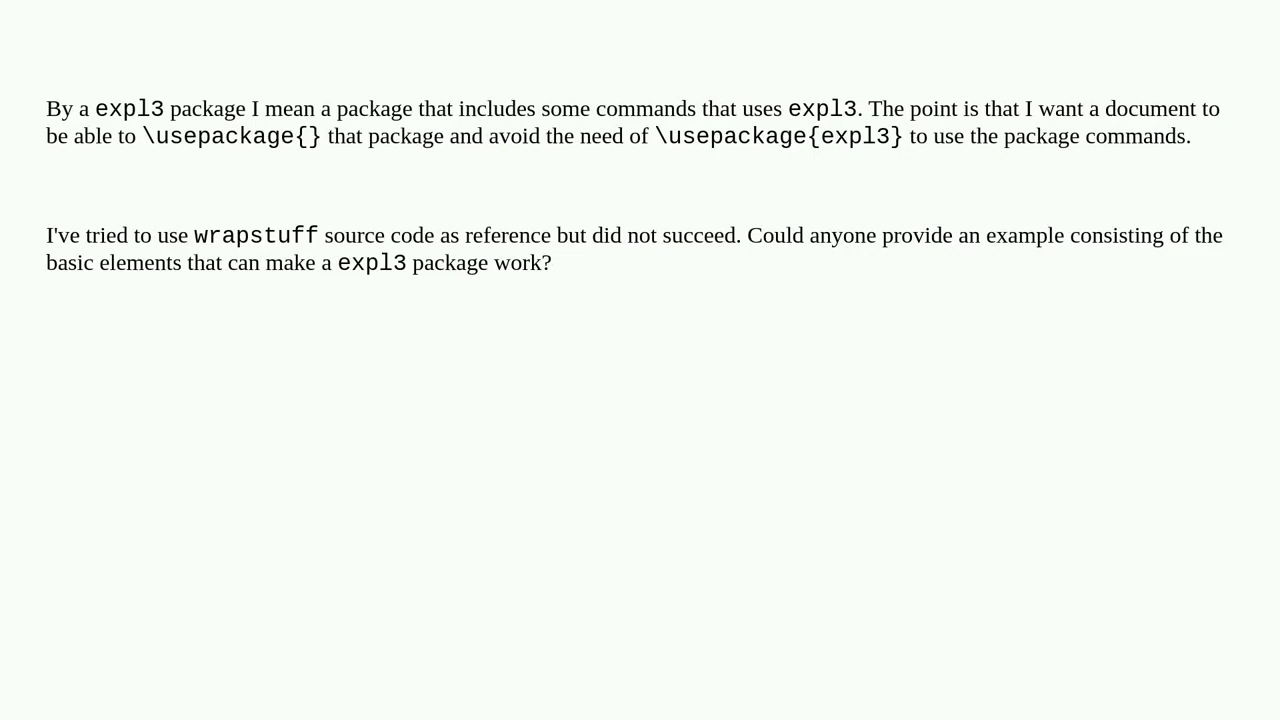 By a expl3 package I mean a package that includes some commands that uses expl3. The point is that I want a document to
be able to \usepackage{} that package and avoid the need of \usepackage{expl3} to use the package commands.
I've tried to use wrapstuff source code as reference but did not succeed. Could anyone provide an example consisting of the
basic elements that can make a expl3 package work?